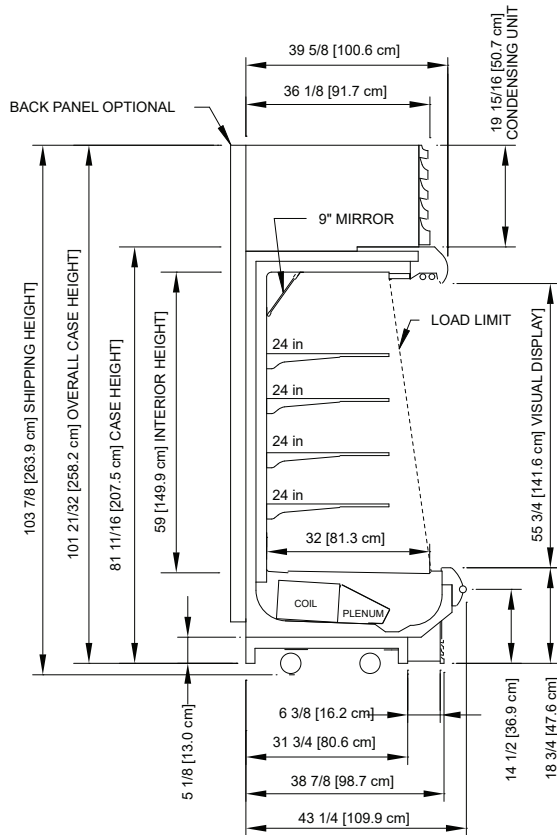 39 5/8 [100.6 cm]
36 1/8 [91.7 cm]
19 15/16 [50.7 cm]
CONDENSING UNIT
BACK PANEL OPTIONAL
9" MIRROR
LOAD LIMIT
24 in
24 in
24 in
24 in
103 7/8 [263.9 cm] SHIPPING HEIGHT]
101 21/32 [258.2 cm] OVERALL CASE HEIGHT]
81 11/16 [207.5 cm] CASE HEIGHT]
59 [149.9 cm] INTERIOR HEIGHT]
55 3/4 [141.6 cm] VISUAL DISPLAY]
32 [81.3 cm]
COIL
PLENUM
5 1/8 [13.0 cm]
6 3/8 [16.2 cm]
31 3/4 [80.6 cm]
38 7/8 [98.7 cm]
43 1/4 [109.9 cm]
14 1/2 [36.9 cm]
18 3/4 [47.6 cm]